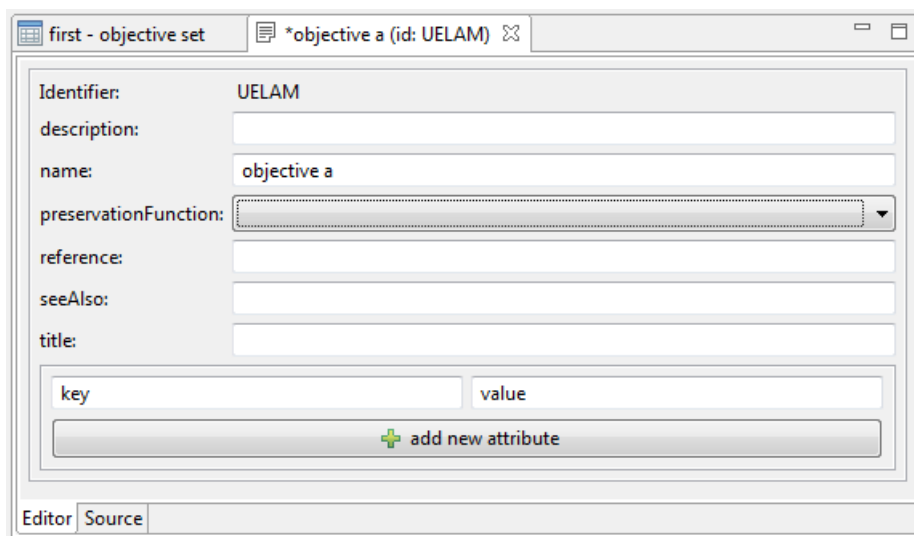 first - objective set
*objective a (id: UELAM)
Identifier: UELAM
description:
name: objective a
preservationFunction:
reference:
seeAlso:
title:
key value
add new attribute
Editor Source